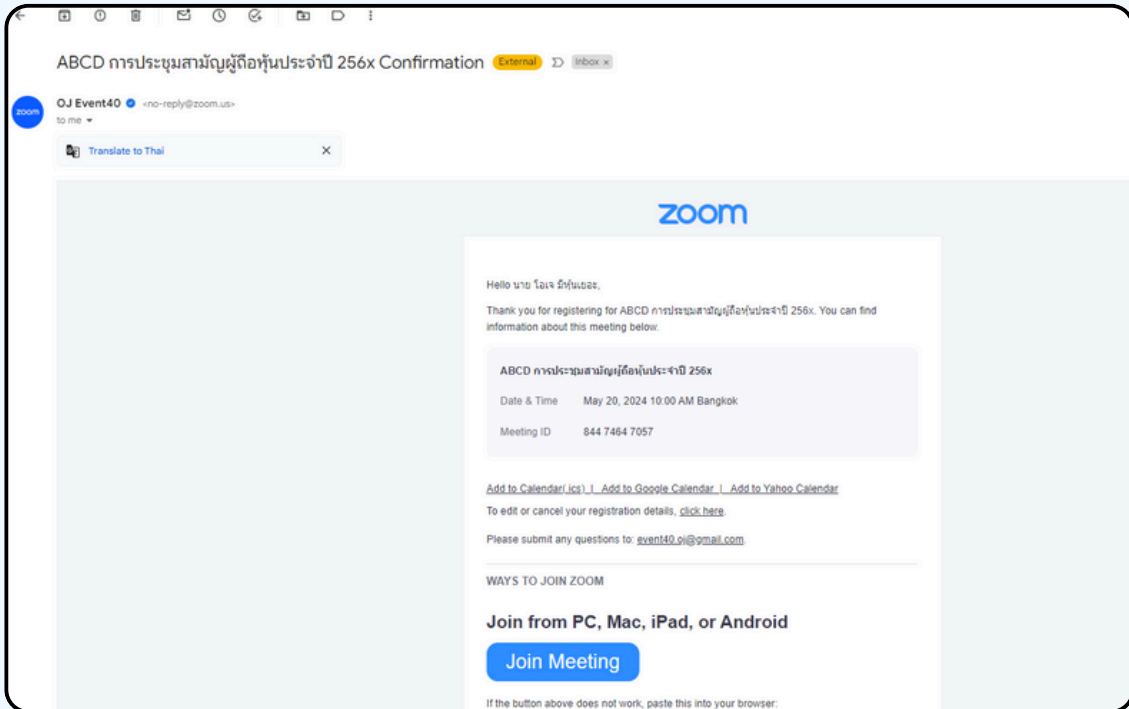 ABCD การประชุมสามัญผู้ถือหุ้นประจำปี 256x Confirmation External Inbox x
zoom
OJ Event40 <no-reply@zoom.us>
to me
Translate to Thai
zoom
Hello นาย โอเจ มีหุ้นเยอะ,
Thank you for registering for ABCD การประชุมสามัญผู้ถือหุ้นประจำปี 256x. You can find
information about this meeting below.
ABCD การประชุมสามัญผู้ถือหุ้นประจำปี 256x
Date & Time May 20, 2024 10:00 AM Bangkok
Meeting ID 844 7464 7057
Add to Calendar(.ics) | Add to Google Calendar | Add to Yahoo Calendar
To edit or cancel your registration details, click here.
Please submit any questions to: event40.oj@gmail.com.
WAYS TO JOIN ZOOM
Join from PC, Mac, iPad, or Android
Join Meeting
If the button above does not work, paste this into your browser: